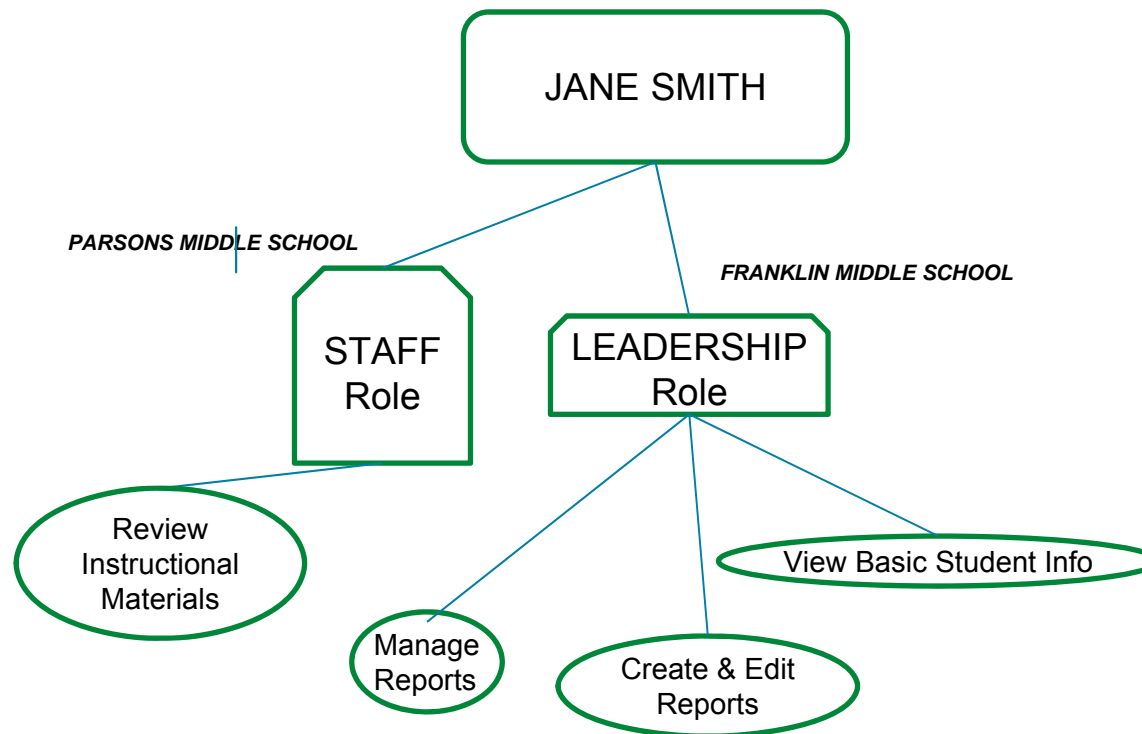 JANE SMITH
PARSONS MIDDLE SCHOOL
FRANKLIN MIDDLE SCHOOL
STAFF
Role
LEADERSHIP
Role
Review
Instructional
Materials
View Basic Student Info
Manage
Reports
Create & Edit
Reports